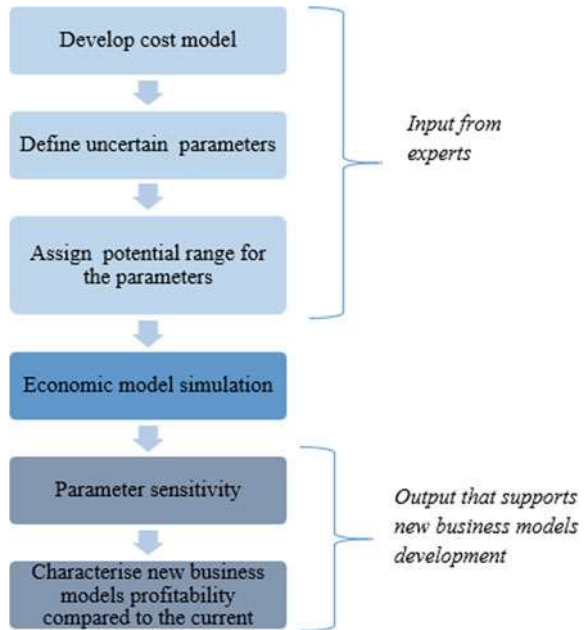 Develop cost model
Define uncertain parameters
Input from
experts
Assign potential range for
the parameters
Economic model simulation
Parameter sensitivity
Output that supports
new business models
development
Characterise new business
models profitability
compared to the current